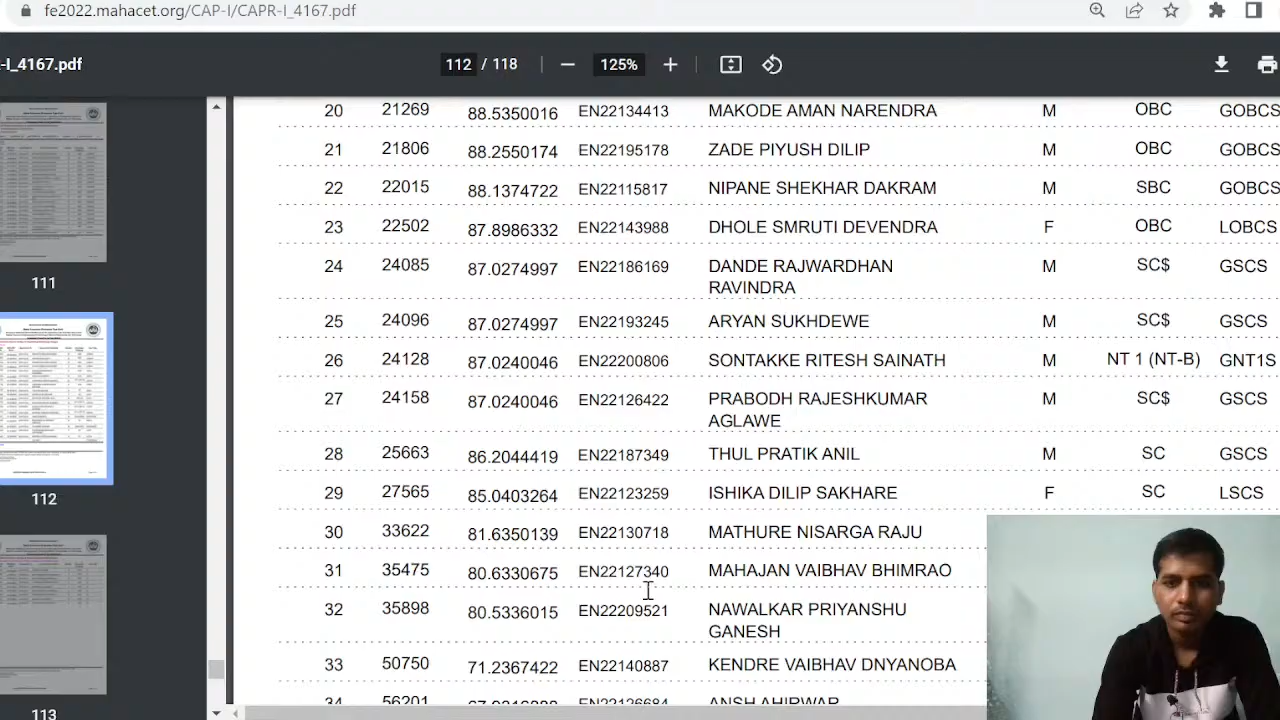 fe2022.mahacet.org/CAP-I/CAPR-I_4167.pdf
-I_4167.pdf
112 / 118
125%
20 21269 88.5350016 EN22134413 MAKODE AMAN NARENDRA M OBC GOBCS
21 21806 88.2550174 EN22195178 ZADE PIYUSH DILIP M OBC GOBCS
22 22015 88.1374722 EN22115817 NIPANE SHEKHAR DAKRAM M SBC GOBCS
23 22502 87.8986332 EN22143988 DHOLE SMRUTI DEVENDRA F OBC LOBCS
24 24085 87.0274997 EN22186169 DANDE RAJWARDHAN M SC$ GSCS
RAVINDRA
25 24096 87.0274997 EN22193245 ARYAN SUKHDEWE M SC$ GSCS
26 24128 87.0240046 EN22200806 SONTAKKE RITESH SAINATH M NT 1 (NT-B) GNT1S
27 24158 87.0240046 EN22126422 PRABODH RAJESHKUMAR M SC$ GSCS
AGLAWE
28 25663 86.2044419 EN22187349 THUL PRATIK ANIL M SC GSCS
29 27565 85.0403264 EN22123259 ISHIKA DILIP SAKHARE F SC LSCS
30 33622 81.6350139 EN22130718 MATHURE NISARGA RAJU
31 35475 80.6330675 EN22127340 MAHAJAN VAIBHAV BHIMRAO
32 35898 80.5336015 EN22209521 NAWALKAR PRIYANSHU
GANESH
33 50750 71.2367422 EN22140887 KENDRE VAIBHAV DNYANOBA
34 56201 ANSH AHIRWAR
111
112
113